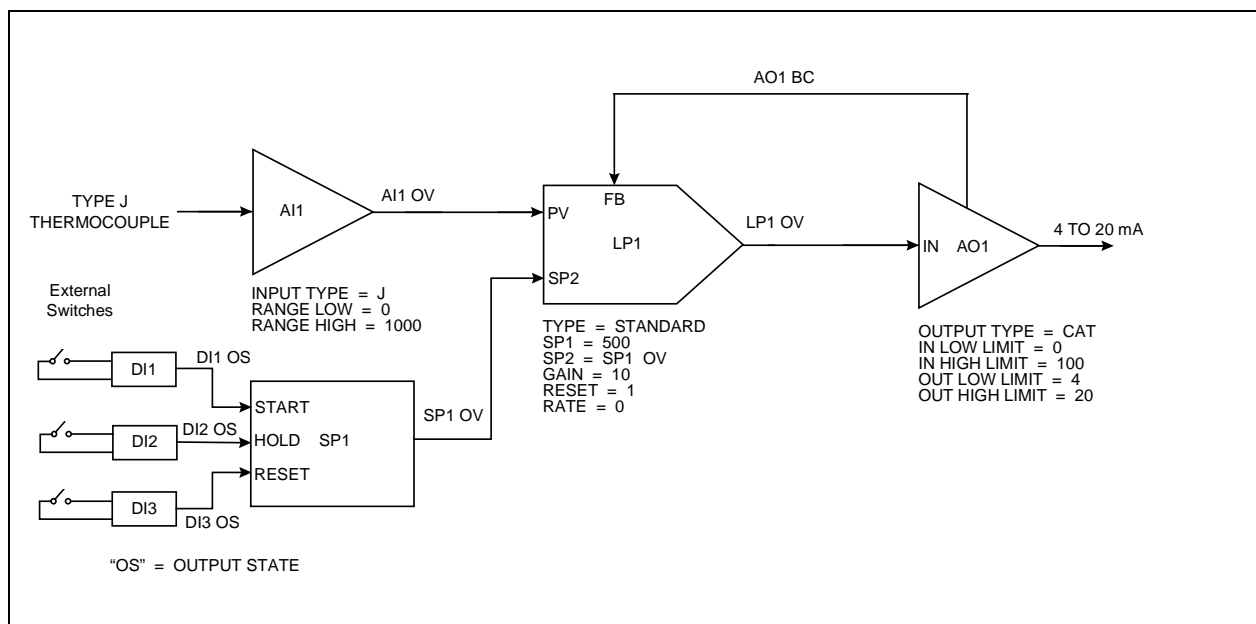 AO1 BC
TYPE J
THERMOCOUPLE
AI1
AI1 OV
INPUT TYPE = J
RANGE LOW = 0
RANGE HIGH = 1000
PV
FB
LP1
SP2
LP1 OV
TYPE = STANDARD
SP1 = 500
SP2 = SP1 OV
GAIN = 10
RESET = 1
RATE = 0
IN
AO1
4 TO 20 mA
OUTPUT TYPE = CAT
IN LOW LIMIT = 0
IN HIGH LIMIT = 100
OUT LOW LIMIT = 4
OUT HIGH LIMIT = 20
External
Switches
DI1
DI1 OS
DI2
DI2 OS
DI3
DI3 OS
START
HOLD
SP1
RESET
SP1 OV
“OS” = OUTPUT STATE